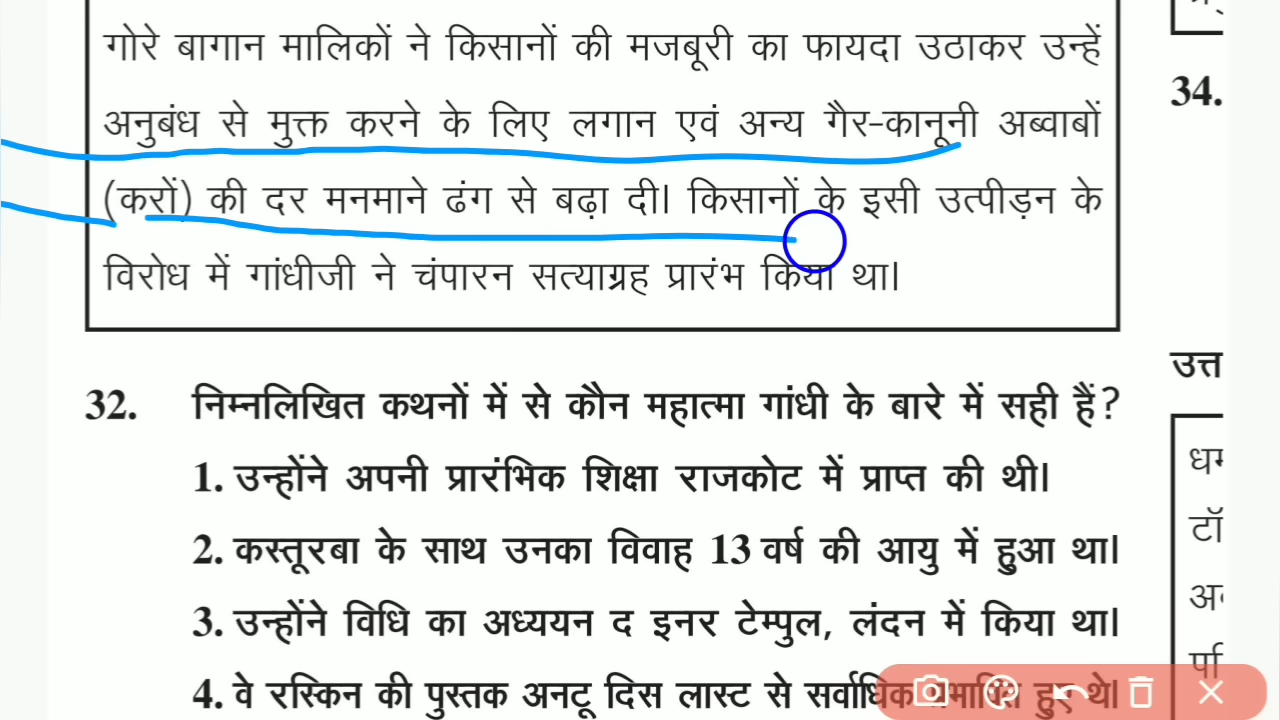 गोरे बागान मालिकों ने किसानों की मजबूरी का फायदा उठाकर उन्हें
अनुबंध से मुक्त करने के लिए लगान एवं अन्य गैर-कानूनी अब्वाबों
(करों) की दर मनमाने ढंग से बढ़ा दी। किसानों के इसी उत्पीड़न के
विरोध में गांधीजी ने चंपारन सत्याग्रह प्रारंभ किया था।
32. निम्नलिखित कथनों में से कौन महात्मा गांधी के बारे में सही हैं?
1. उन्होंने अपनी प्रारंभिक शिक्षा राजकोट में प्राप्त की थी।
2. कस्तूरबा के साथ उनका विवाह 13 वर्ष की आयु में हुआ था।
3. उन्होंने विधि का अध्ययन द इनर टेम्पुल, लंदन में किया था।
4. वे रस्किन की पुस्तक अनटू दिस लास्ट से सर्वाधिक प्रभावित हुए थे।
34.